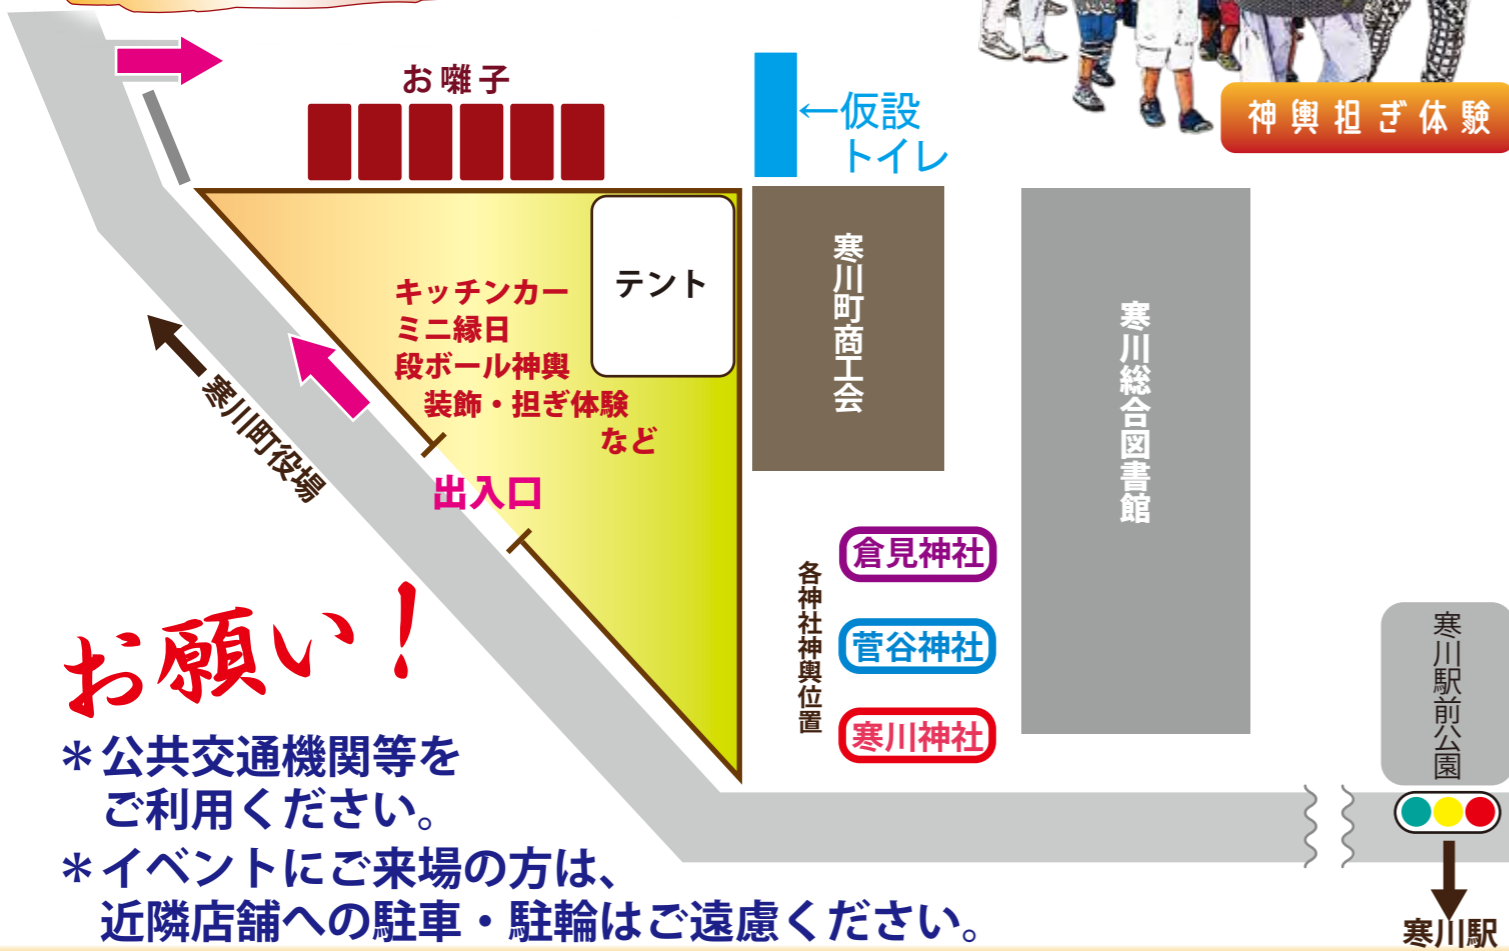 神輿担ぎ体験
お囃子
←仮設
トイレ
テント
キッチンカー
ミニ縁日
段ボール神輿
装飾・担ぎ体験
など
寒川町商工会
寒川総合図書館
寒川町役場
出入口
各神社神輿位置
倉見神社
菅谷神社
寒川神社
寒川駅前公園
寒川駅
お願い！
＊公共交通機関等を
ご利用ください。
＊イベントにご来場の方は、
近隣店舗への駐車・駐輪はご遠慮ください。